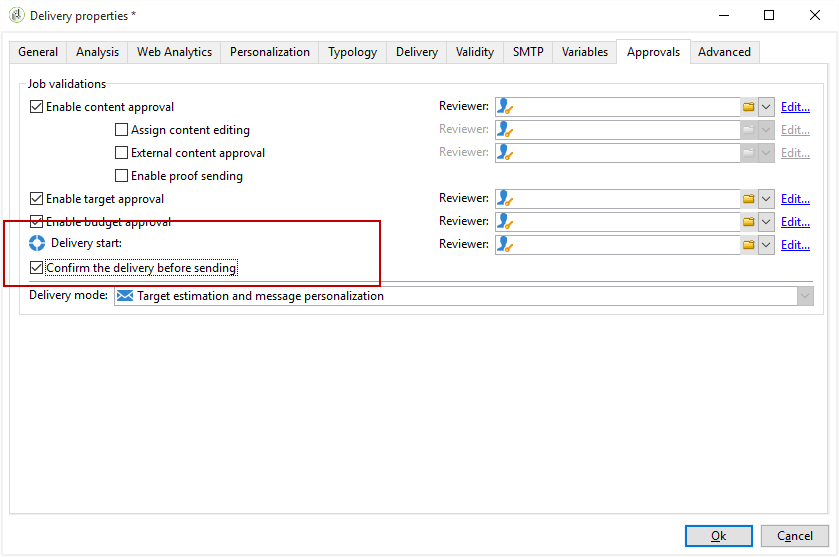 Delivery properties *
General Analysis Web Analytics Personalization Typology Delivery Validity SMTP Variables Approvals Advanced
Job validations
Enable content approval Reviewer: Edit...
Assign content editing Reviewer: Edit...
External content approval Reviewer: Edit...
Enable proof sending
Enable target approval Reviewer: Edit...
Enable budget approval Reviewer: Edit...
Delivery start: Reviewer: Edit...
Confirm the delivery before sending
Delivery mode: Target estimation and message personalization
Ok Cancel